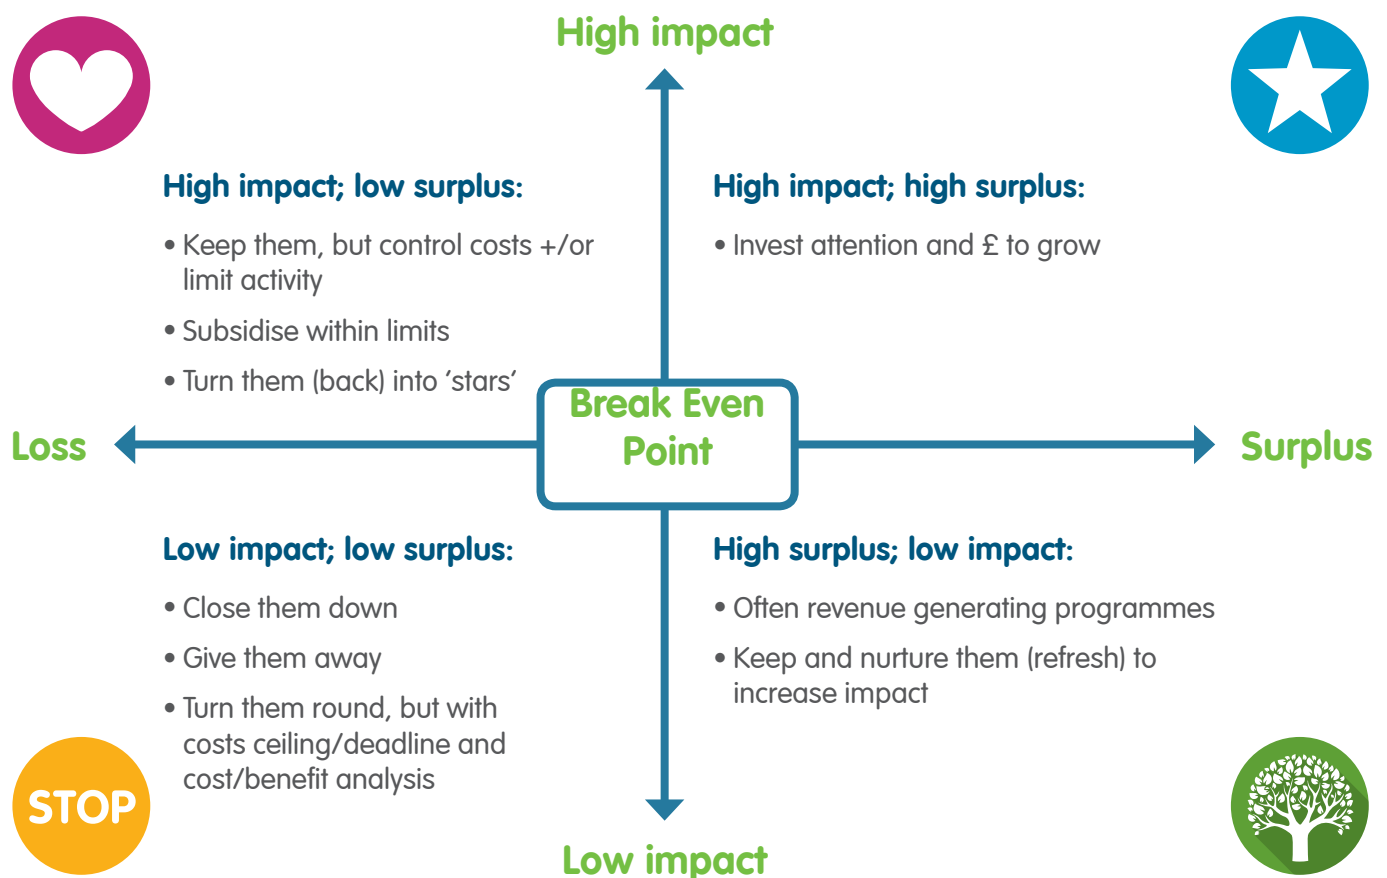 High impact
High impact; low surplus:
• Keep them, but control costs +/or
limit activity
• Subsidise within limits
• Turn them (back) into ‘stars’
High impact; high surplus:
• Invest attention and £ to grow
Break Even
Point
Loss
Surplus
Low impact; low surplus:
• Close them down
• Give them away
• Turn them round, but with
costs ceiling/deadline and
cost/benefit analysis
High surplus; low impact:
• Often revenue generating programmes
• Keep and nurture them (refresh) to
increase impact
STOP
Low impact